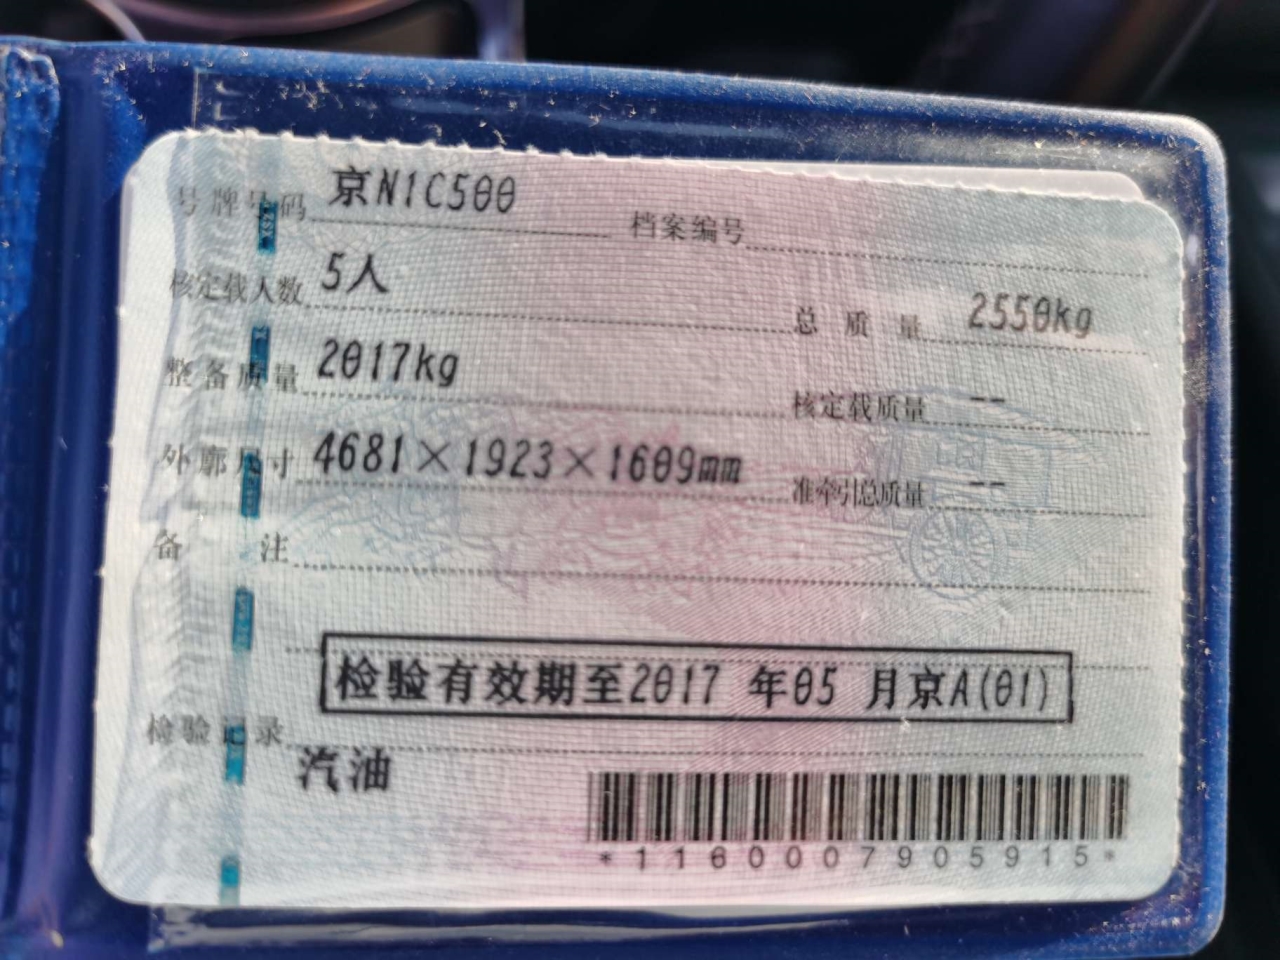 号牌号码 京N1C500 档案编号
核定载人数 5人 总质量 2550kg
整备质量 2017kg 核定载质量 --
外廓尺寸 4681×1923×1609mm 准牵引总质量 --
备注
检验有效期至2017 年05 月京A(01)
检验记录
汽油
*1160007905915*